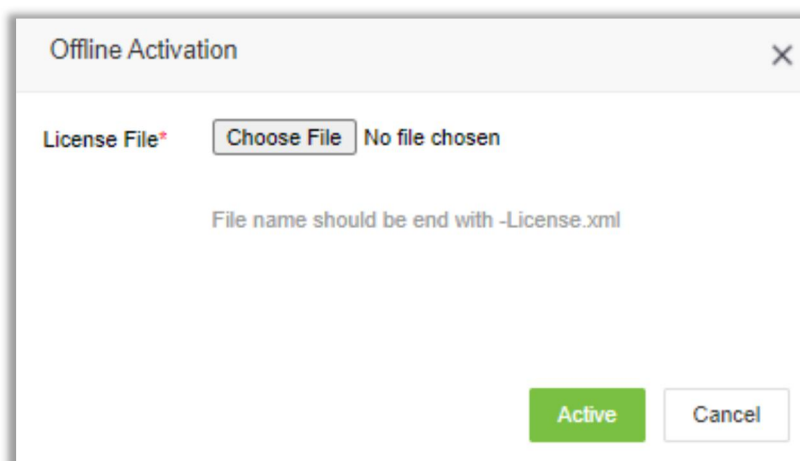 Offline Activation
License File* Choose File No file chosen
File name should be end with -License.xml
Active Cancel